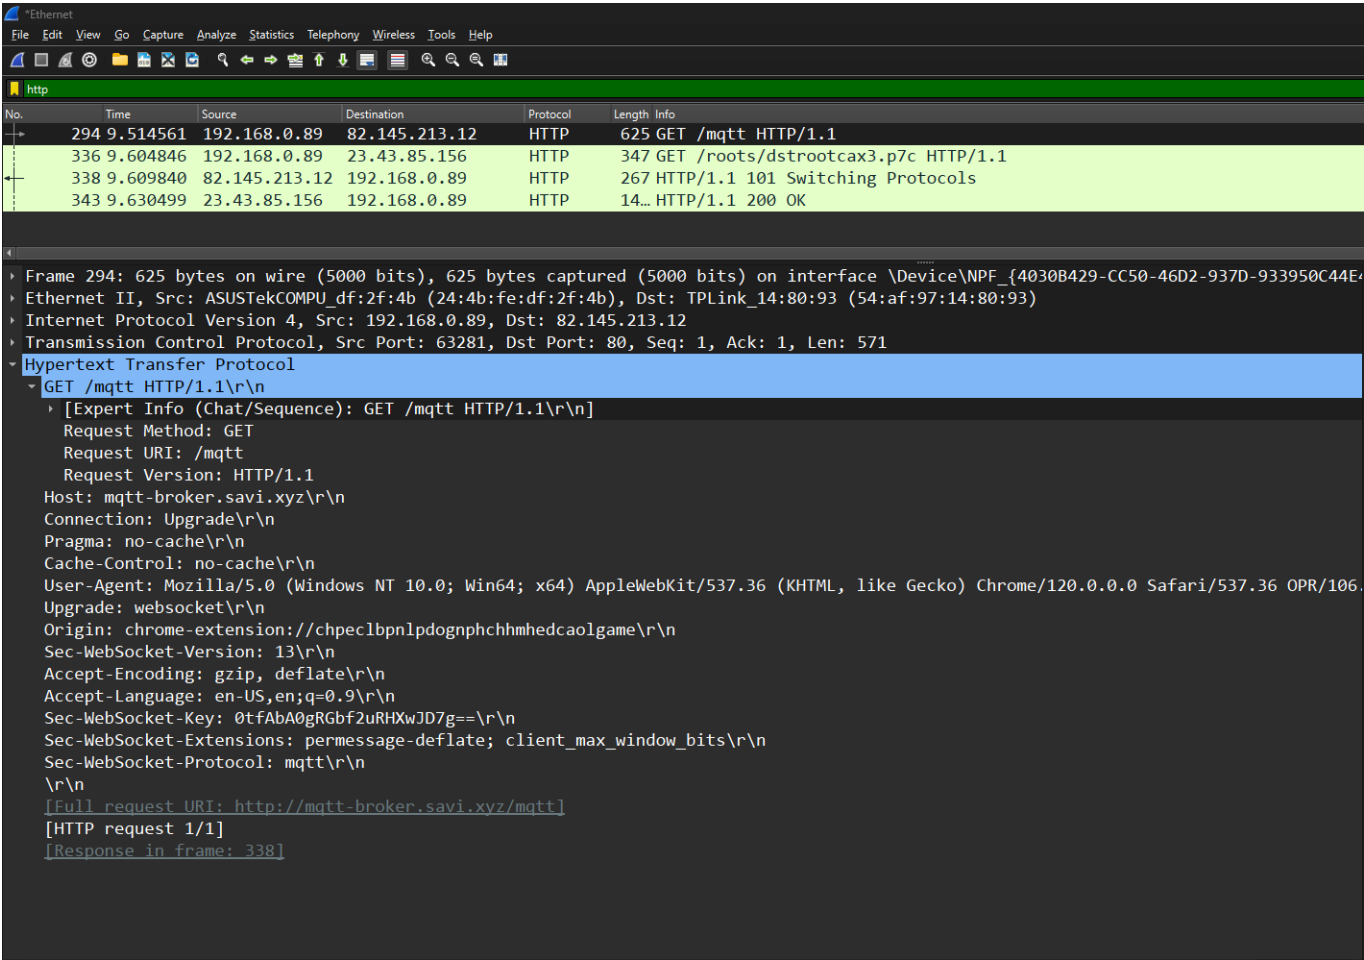 *Ethernet
File Edit View Go Capture Analyze Statistics Telephony Wireless Tools Help
http
No. Time Source Destination Protocol Length Info
294 9.514561 192.168.0.89 82.145.213.12 HTTP 625 GET /mqtt HTTP/1.1
336 9.604846 192.168.0.89 23.43.85.156 HTTP 347 GET /roots/dstrootcax3.p7c HTTP/1.1
338 9.609840 82.145.213.12 192.168.0.89 HTTP 267 HTTP/1.1 101 Switching Protocols
343 9.630499 23.43.85.156 192.168.0.89 HTTP 14… HTTP/1.1 200 OK
Frame 294: 625 bytes on wire (5000 bits), 625 bytes captured (5000 bits) on interface \Device\NPF_{4030B429-CC50-46D2-937D-933950C44E4
Ethernet II, Src: ASUSTekCOMPU_df:2f:4b (24:4b:fe:df:2f:4b), Dst: TPLink_14:80:93 (54:af:97:14:80:93)
Internet Protocol Version 4, Src: 192.168.0.89, Dst: 82.145.213.12
Transmission Control Protocol, Src Port: 63281, Dst Port: 80, Seq: 1, Ack: 1, Len: 571
Hypertext Transfer Protocol
GET /mqtt HTTP/1.1\r\n
[Expert Info (Chat/Sequence): GET /mqtt HTTP/1.1\r\n]
Request Method: GET
Request URI: /mqtt
Request Version: HTTP/1.1
Host: mqtt-broker.savi.xyz\r\n
Connection: Upgrade\r\n
Pragma: no-cache\r\n
Cache-Control: no-cache\r\n
User-Agent: Mozilla/5.0 (Windows NT 10.0; Win64; x64) AppleWebKit/537.36 (KHTML, like Gecko) Chrome/120.0.0.0 Safari/537.36 OPR/106.
Upgrade: websocket\r\n
Origin: chrome-extension://chpeclbpnlpdognphchhmhedcaolgame\r\n
Sec-WebSocket-Version: 13\r\n
Accept-Encoding: gzip, deflate\r\n
Accept-Language: en-US,en;q=0.9\r\n
Sec-WebSocket-Key: 0tfAbA0gRGbf2uRHXwJD7g==\r\n
Sec-WebSocket-Extensions: permessage-deflate; client_max_window_bits\r\n
Sec-WebSocket-Protocol: mqtt\r\n
\r\n
[Full request URI: http://mqtt-broker.savi.xyz/mqtt]
[HTTP request 1/1]
[Response in frame: 338]